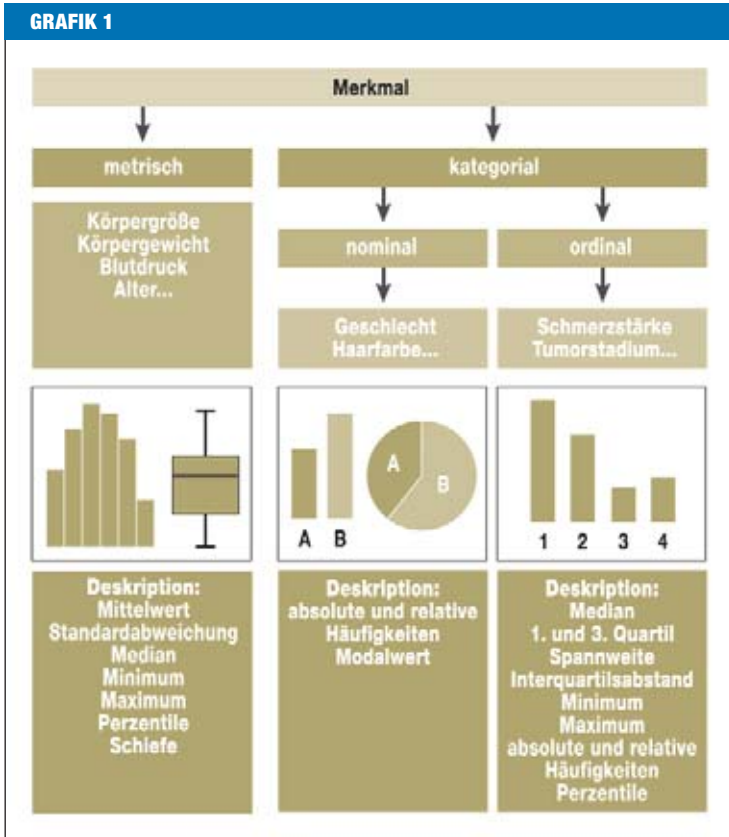 GRAFIK 1
Merkmal
metrisch
kategorial
Körpergröße
Körpergewicht
Blutdruck
Alter...
nominal
ordinal
Geschlecht
Haarfarbe...
Schmerzstärke
Tumorstadium...
A
B
A
B
1
2
3
4
Deskription:
Mittelwert
Standardabweichung
Median
Minimum
Maximum
Perzentile
Schiefe
Deskription:
absolute und relative
Häufigkeiten
Modalwert
Deskription:
Median
1. und 3. Quartil
Spannweite
Interquartilsabstand
Minimum
Maximum
absolute und relative
Häufigkeiten
Perzentile